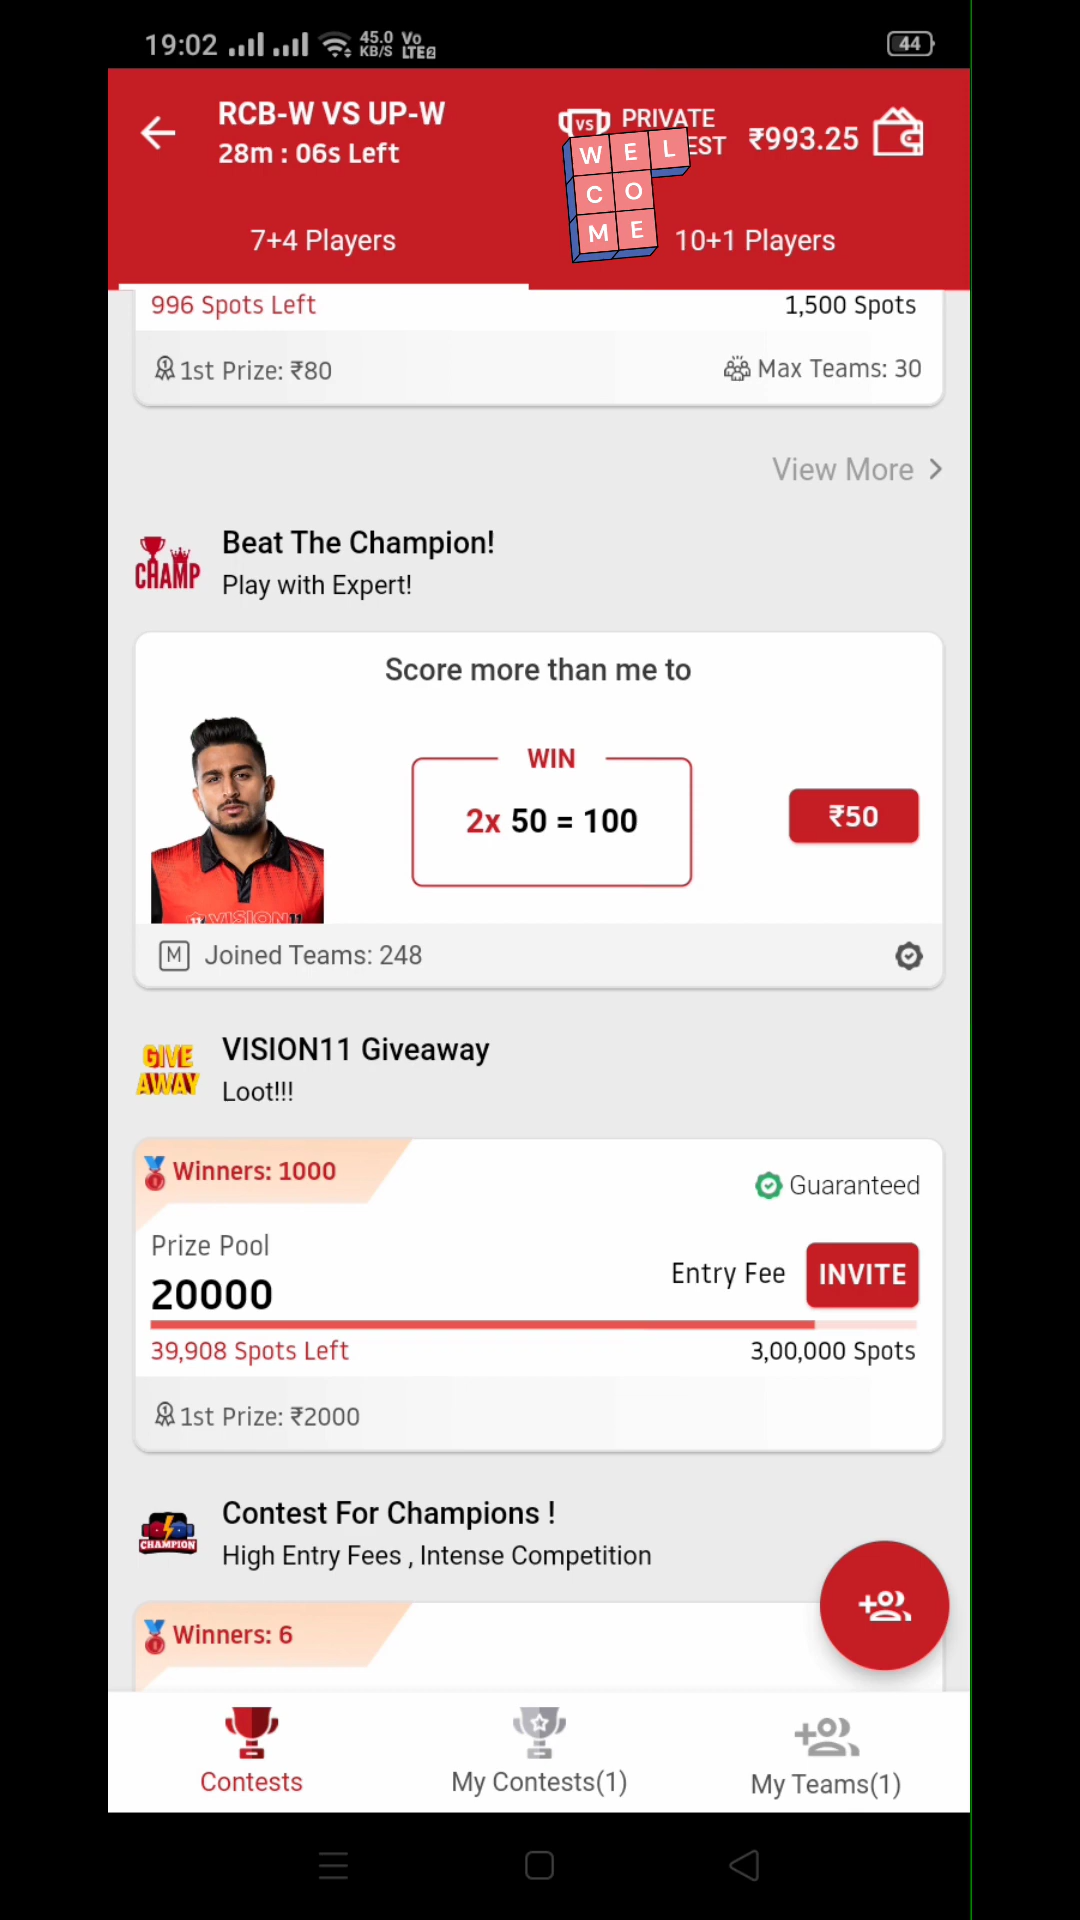 19:02 45.0 KB/S Vo LTE2 44
RCB-W VS UP-W
28m : 06s Left
VS PRIVATE
EST
₹993.25
W E L
C O
M E
7+4 Players
10+1 Players
996 Spots Left
1,500 Spots
1st Prize: ₹80
Max Teams: 30
View More
CHAMP
Beat The Champion!
Play with Expert!
Score more than me to
WIN
2x 50 = 100
₹50
VISION11
M Joined Teams: 248
GIVE
AWAY
VISION11 Giveaway
Loot!!!
Winners: 1000
Guaranteed
Prize Pool
20000
Entry Fee
INVITE
39,908 Spots Left
3,00,000 Spots
1st Prize: ₹2000
CHAMPION
Contest For Champions !
High Entry Fees , Intense Competition
Winners: 6
Contests
My Contests(1)
My Teams(1)